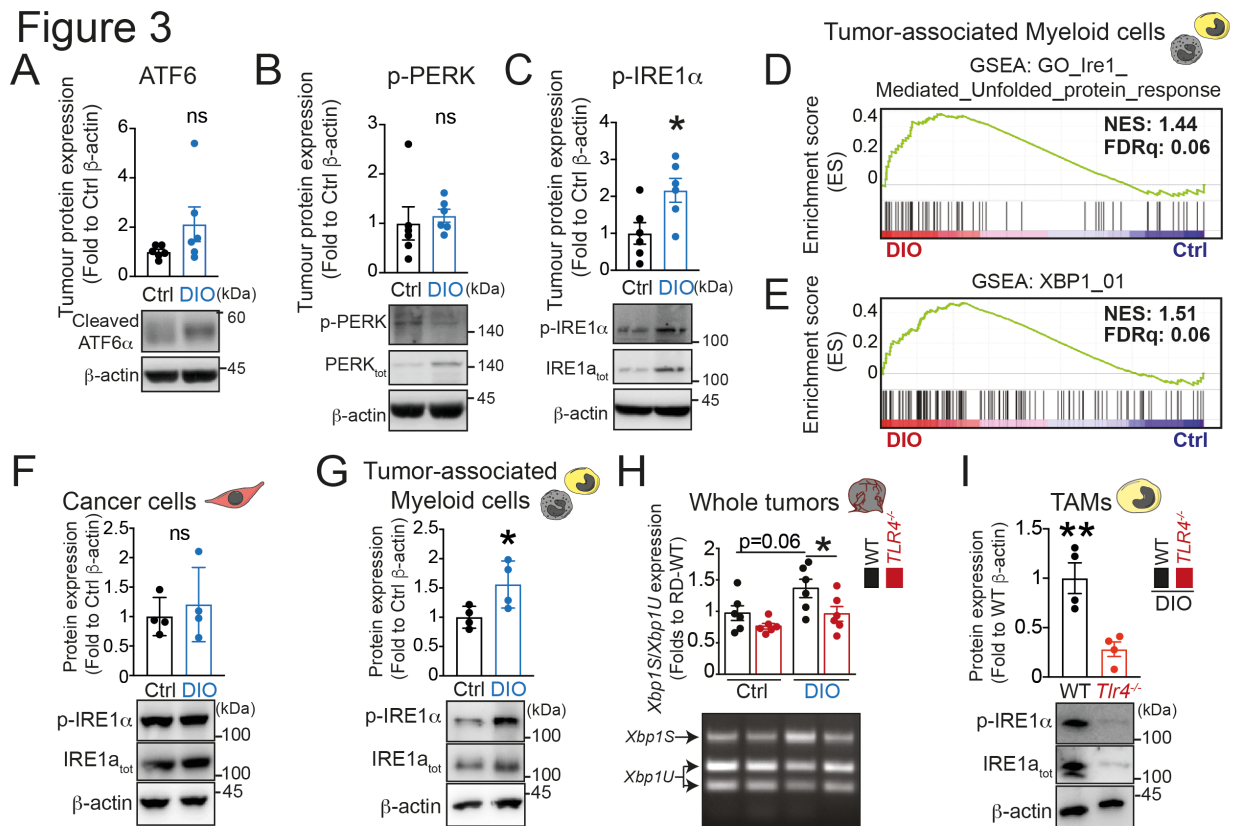 Figure 3
A
ATF6
Tumour protein expression
(Fold to Ctrl β-actin)
6
4
2
0
ns
Ctrl DIO (kDa)
Cleaved
ATF6α
60
β-actin
45
B
p-PERK
Tumour protein expression
(Fold to Ctrl β-actin)
3
2
1
0
ns
Ctrl DIO (kDa)
p-PERK
140
PERKtot
140
β-actin
45
C
p-IRE1α
Tumour protein expression
(Fold to Ctrl β-actin)
4
3
2
1
0
*
Ctrl DIO (kDa)
p-IRE1α
100
IRE1atot
100
β-actin
45
Tumor-associated Myeloid cells
D
GSEA: GO_Ire1_
Mediated_Unfolded_protein_response
Enrichment score
(ES)
0.4
0.2
0
NES: 1.44
FDRq: 0.06
DIO
Ctrl
E
GSEA: XBP1_01
Enrichment score
(ES)
0.4
0.2
0
NES: 1.51
FDRq: 0.06
DIO
Ctrl
F
Cancer cells
Protein expression
(Fold to Ctrl β-actin)
2.5
2
1.5
1
0.5
0
ns
Ctrl DIO
(kDa)
p-IRE1α
100
IRE1atot
100
β-actin
45
G
Tumor-associated
Myeloid cells
Protein expression
(Fold to Ctrl β-actin)
2.5
2
1.5
1
0.5
0
*
Ctrl DIO
(kDa)
p-IRE1α
100
IRE1atot
100
β-actin
45
H
Whole tumors
Xbp1S/Xbp1U expression
(Folds to RD-WT)
2
1.5
1
0.5
0
p=0.06
*
WT
TLR4-/-
Ctrl
DIO
Xbp1S
Xbp1U
I
TAMs
Protein expression
(Fold to WT β-actin)
1.5
1
0.5
0
**
WT
TLR4-/-
DIO
WT Tlr4-/-
(kDa)
p-IRE1α
100
IRE1atot
100
β-actin
45